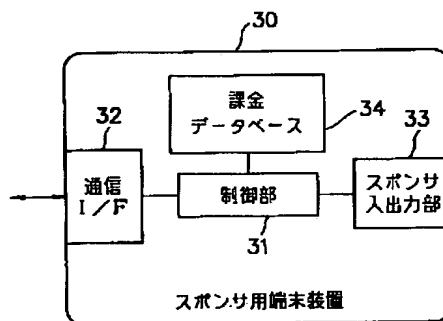 30
32
課金
データベース
34
33
通信
I/F
制御部
スポンサ
入出力部
31
スポンサ用端末装置